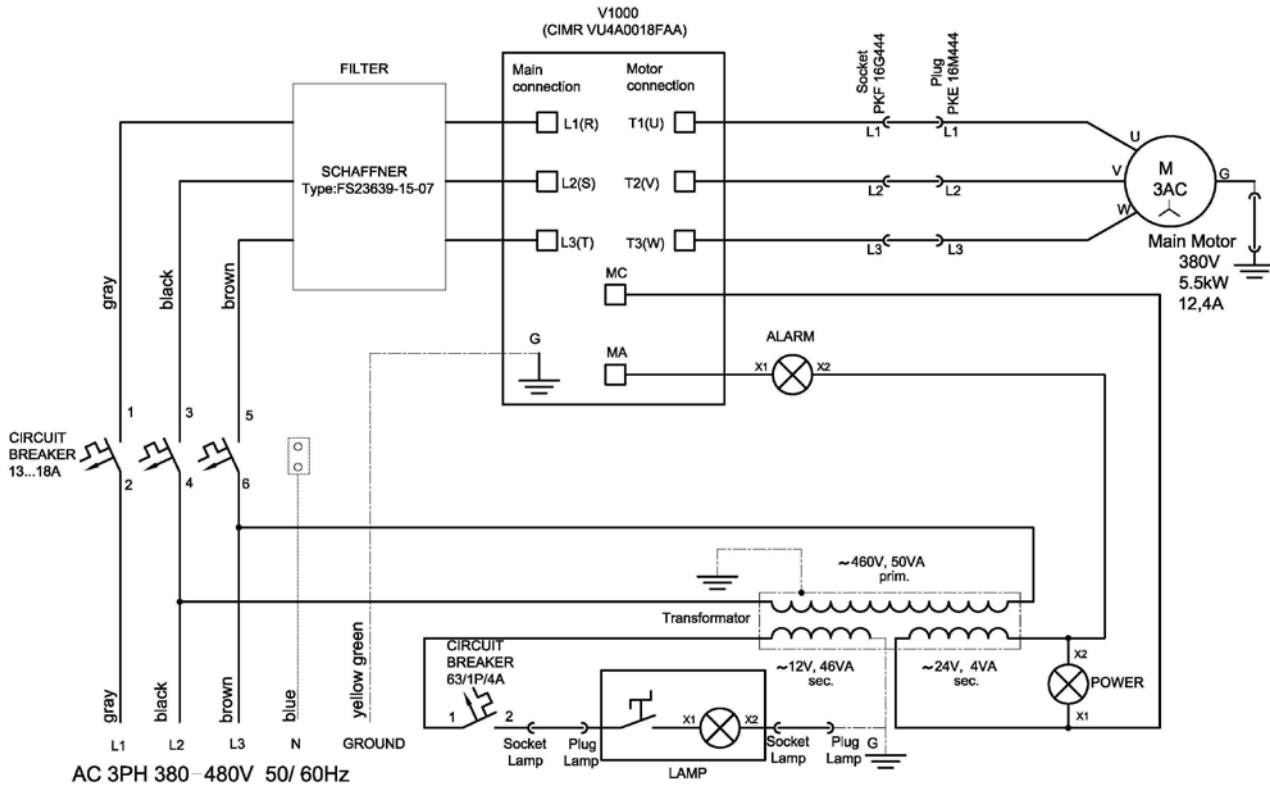 V1000
(CIMR VU4A0018FAA)
FILTER
Main
connection
Motor
connection
Socket
PKF 16G444
Plug
PKE 16M444
L1(R)
T1(U)
L1
L1
U
SCHAFFNER
Type:FS23639-15-07
L2(S)
T2(V)
L2
L2
V
M
3AC
G
W
L3(T)
T3(W)
L3
L3
Main Motor
380V
5.5kW
12,4A
gray
black
brown
MC
G
MA
ALARM
X1
X2
1
3
5
CIRCUIT
BREAKER
13...18A
2
4
6
~460V, 50VA
prim.
Transformator
~12V, 46VA
sec.
~24V, 4VA
sec.
CIRCUIT
BREAKER
63/1P/4A
X2
POWER
X1
1
2
X1
X2
Socket
Lamp
Plug
Lamp
LAMP
Socket
Lamp
Plug
Lamp
G
gray
black
brown
blue
yellow green
L1
L2
L3
N
GROUND
AC 3PH 380-480V 50/ 60Hz